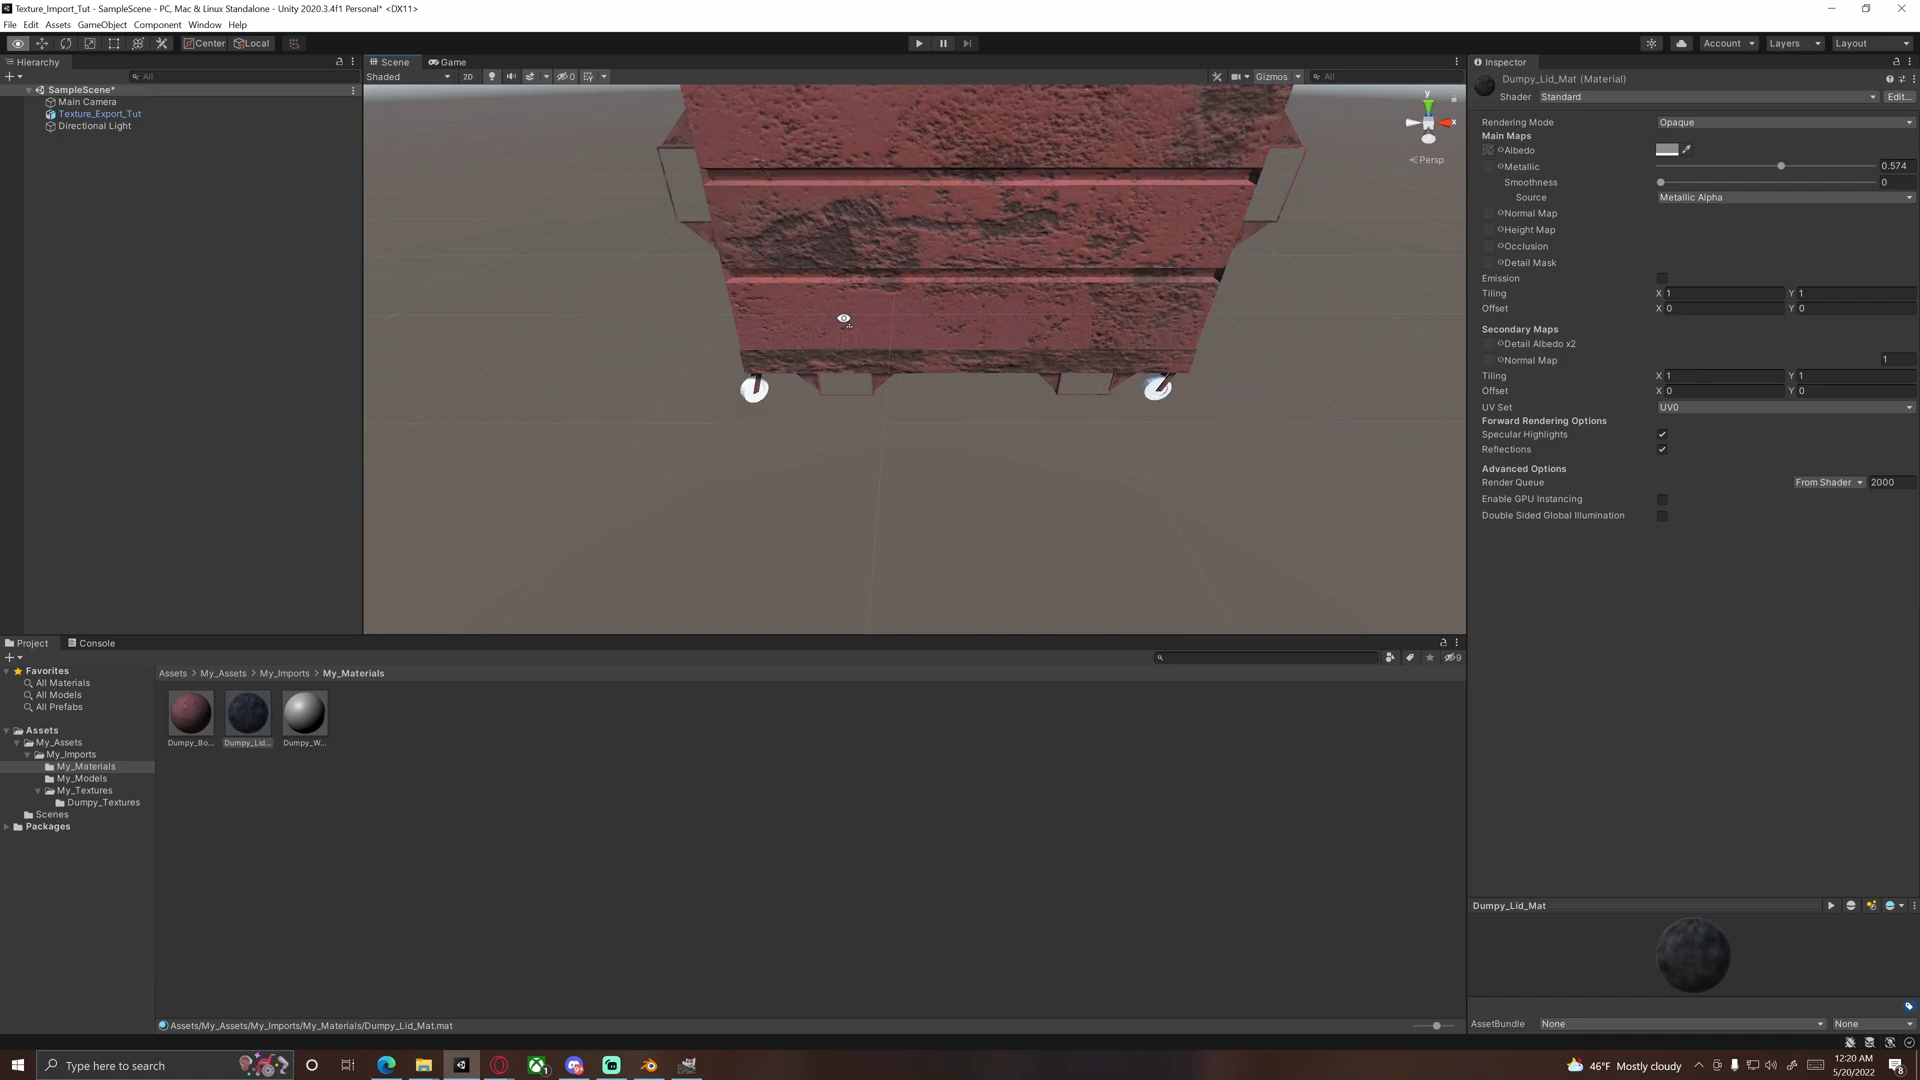 Texture_Import_Tut - SampleScene - PC, Mac & Linux Standalone - Unity 2020.3.4f1 Personal* <DX11>
File Edit Assets GameObject Component Window Help
Center Local
Account Layers Layout
Hierarchy
All
SampleScene*
Main Camera
Texture_Export_Tut
Directional Light
Scene Game
Shaded 2D 0 Gizmos All
y
x
Persp
Inspector
Dumpy_Lid_Mat (Material)
Shader Standard Edit...
Rendering Mode Opaque
Main Maps
Albedo
Metallic 0.574
Smoothness 0
Source Metallic Alpha
Normal Map
Height Map
Occlusion
Detail Mask
Emission
Tiling X 1 Y 1
Offset X 0 Y 0
Secondary Maps
Detail Albedo x2
Normal Map 1
Tiling X 1 Y 1
Offset X 0 Y 0
UV Set UV0
Forward Rendering Options
Specular Highlights
Reflections
Advanced Options
Render Queue From Shader 2000
Enable GPU Instancing
Double Sided Global Illumination
Project Console
9
Favorites
All Materials
All Models
All Prefabs
Assets
My_Assets
My_Imports
My_Materials
My_Models
My_Textures
Dumpy_Textures
Scenes
Packages
Assets > My_Assets > My_Imports > My_Materials
Dumpy_Bo... Dumpy_Lid... Dumpy_W...
Assets/My_Assets/My_Imports/My_Materials/Dumpy_Lid_Mat.mat
Dumpy_Lid_Mat
AssetBundle None None
Type here to search
46°F Mostly cloudy
12:20 AM
5/20/2022